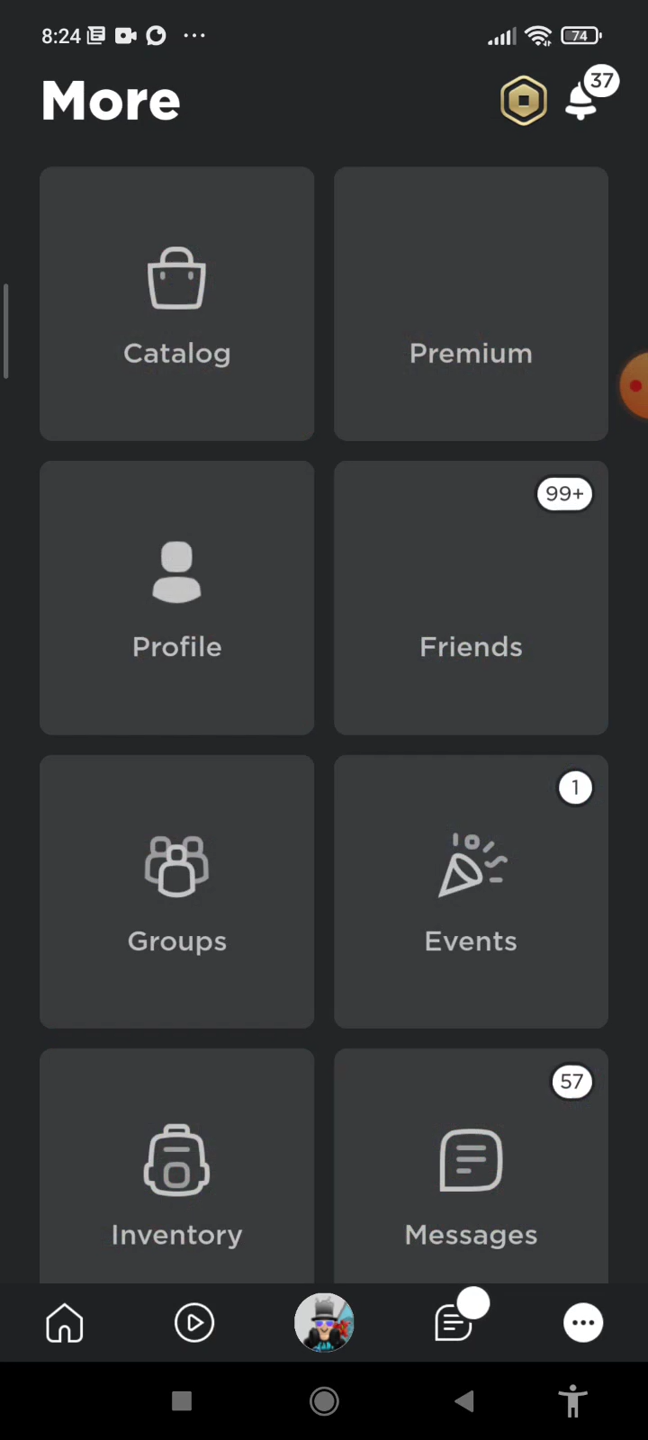 8:24
74
More
37
Catalog
Premium
99+
Profile
Friends
1
Groups
Events
57
Inventory
Messages